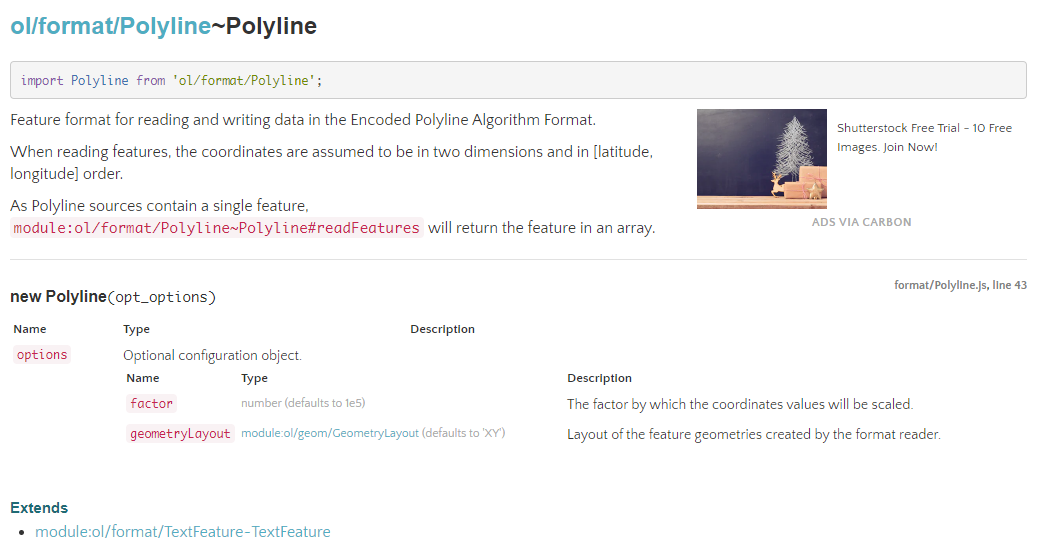 ol/format/Polyline~Polyline
import Polyline from 'ol/format/Polyline';
Feature format for reading and writing data in the Encoded Polyline Algorithm Format.
When reading features, the coordinates are assumed to be in two dimensions and in [latitude,
longitude] order.
As Polyline sources contain a single feature,
module:ol/format/Polyline~Polyline#readFeatures will return the feature in an array.
Shutterstock Free Trial - 10 Free
Images. Join Now!
ADS VIA CARBON
new Polyline(opt_options)
format/Polyline.js, line 43
Name Type Description
options Optional configuration object.
Name Type Description
factor number (defaults to 1e5) The factor by which the coordinates values will be scaled.
geometryLayout module:ol/geom/GeometryLayout (defaults to 'XY') Layout of the feature geometries created by the format reader.
Extends
• module:ol/format/TextFeature~TextFeature